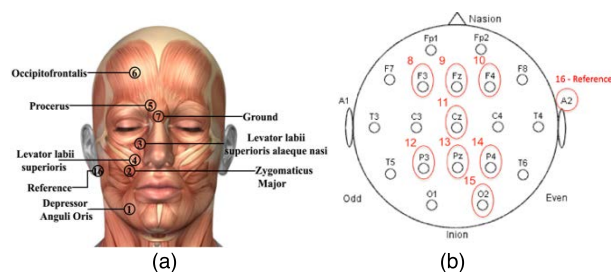 Occipitofrontalis
6
Procerus
5
7
Ground
3
Levator labii
superioris alaeque nasi
Levator labii
superioris
4
Reference
16
2
Zygomaticus
Major
Depressor
Anguli Oris
1
(a)
Nasion
Fp1
Fp2
8
9
10
F7
F3
Fz
F4
F8
16 - Reference
A1
A2
11
T3
C3
Cz
C4
T4
12
13
14
T5
P3
Pz
P4
T6
15
O1
O2
Odd
Even
Inion
(b)